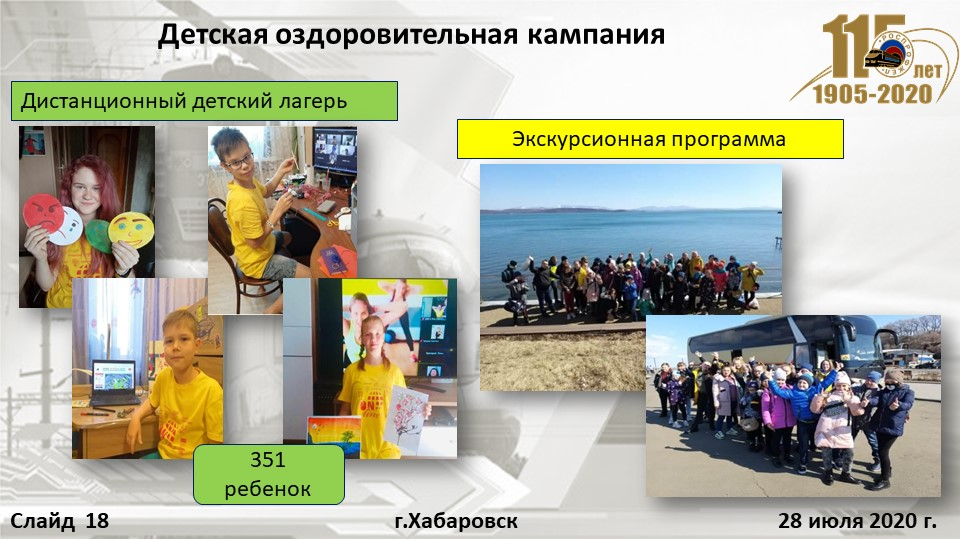 Детская оздоровительная кампания
115
РОСПРОФЖЕЛ
лет
1905-2020
Дистанционный детский лагерь
Экскурсионная программа
351
ребенок
Слайд 18
г.Хабаровск
28 июля 2020 г.